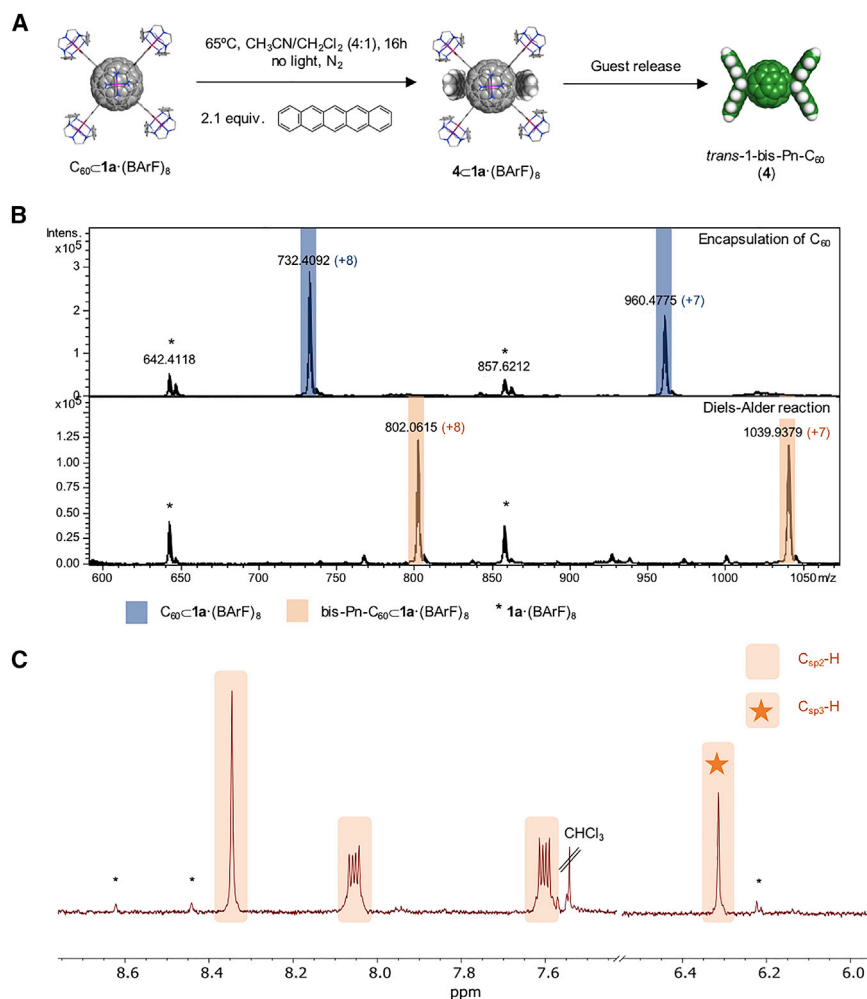 A
65ºC, CH3CN/CH2Cl2 (4:1), 16h
no light, N2
2.1 equiv.
Guest release
C60⊂1a·(BArF)8
4⊂1a·(BArF)8
trans-1-bis-Pn-C60
(4)
B
Intens.
x10^5
Encapsulation of C60
732.4092 (+8)
960.4775 (+7)
*
642.4118
*
857.6212
3
2
1
0
x10^5
Diels-Alder reaction
802.0615 (+8)
1039.9379 (+7)
*
*
1.25
1.00
0.75
0.50
0.25
0.00
600 650 700 750 800 850 900 950 1000 1050 m/z
C60⊂1a·(BArF)8 bis-Pn-C60⊂1a·(BArF)8 * 1a·(BArF)8
C
Csp2-H
Csp3-H
CHCl3
* * *
8.6 8.4 8.2 8.0 7.8 7.6 6.4 6.2 6.0
ppm